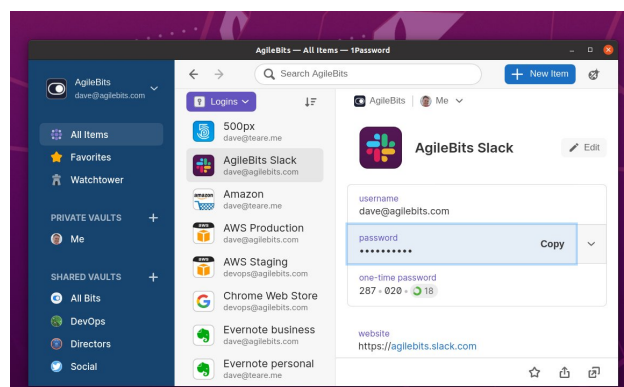 AgileBits — All Items — 1Password
AgileBits
dave@agilebits.com
All Items
Favorites
Watchtower
PRIVATE VAULTS +
Me
SHARED VAULTS +
All Bits
DevOps
Directors
Social
Search AgileBits
+ New Item
Logins
500px
dave@teare.me
AgileBits Slack
dave@agilebits.com
amazon
Amazon
dave@teare.me
aws
AWS Production
dave@agilebits.com
aws
AWS Staging
devops@agilebits.com
Chrome Web Store
devops@agilebits.com
Evernote business
dave@agilebits.com
Evernote personal
dave@teare.me
AgileBits | Me
AgileBits Slack
Edit
username
dave@agilebits.com
password
••••••••••
Copy
one-time password
287 • 020 • 18
website
https://agilebits.slack.com